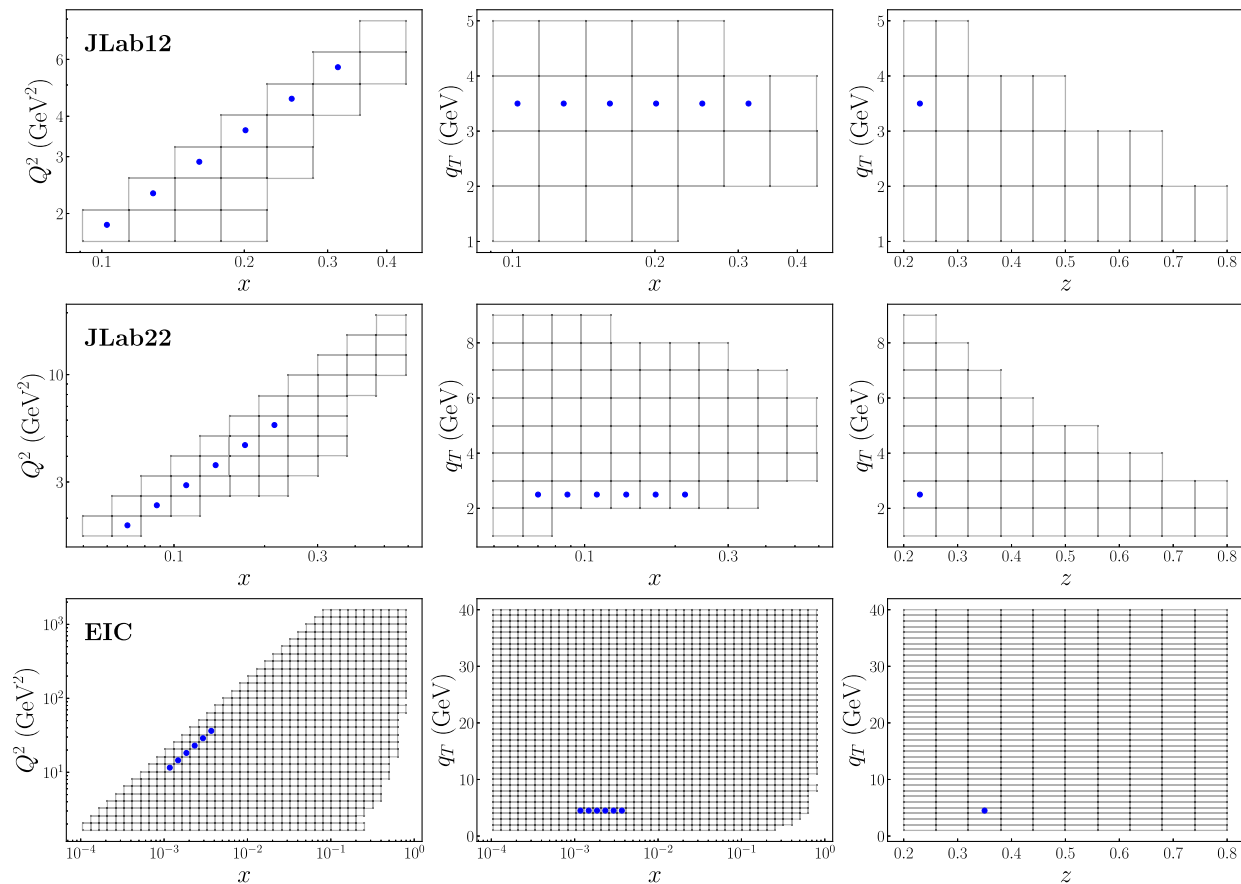 JLab12
Q² (GeV²)
6
4
3
2
0.1 0.2 0.3 0.4
x
q_T (GeV)
5
4
3
2
1
0.1 0.2 0.3 0.4
x
q_T (GeV)
5
4
3
2
1
0.2 0.3 0.4 0.5 0.6 0.7 0.8
z
JLab22
Q² (GeV²)
10
3
0.1 0.3
x
q_T (GeV)
8
6
4
2
0.1 0.3
x
q_T (GeV)
8
6
4
2
0.2 0.3 0.4 0.5 0.6 0.7 0.8
z
EIC
Q² (GeV²)
10³
10²
10¹
10⁻⁴ 10⁻³ 10⁻² 10⁻¹ 10⁰
x
q_T (GeV)
40
30
20
10
0
10⁻⁴ 10⁻³ 10⁻² 10⁻¹ 10⁰
x
q_T (GeV)
40
30
20
10
0
0.2 0.3 0.4 0.5 0.6 0.7 0.8
z